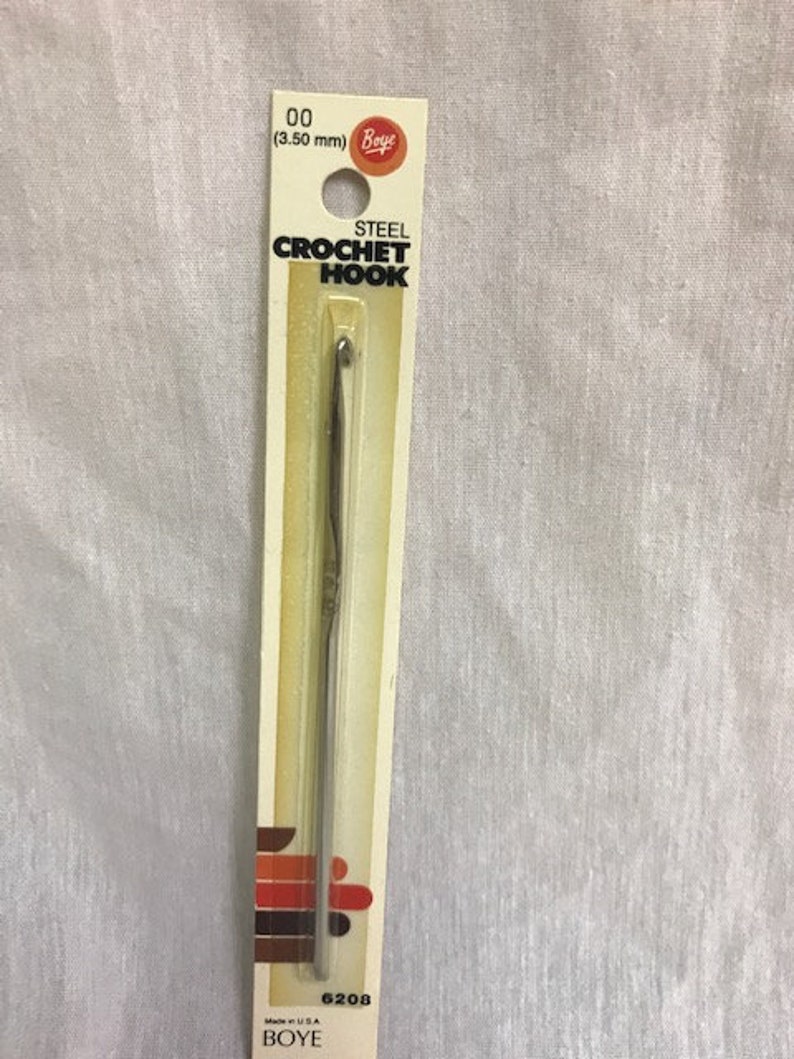 00
(3.50 mm)
Boye
STEEL
CROCHET
HOOK
6208
Made in U.S.A.
BOYE